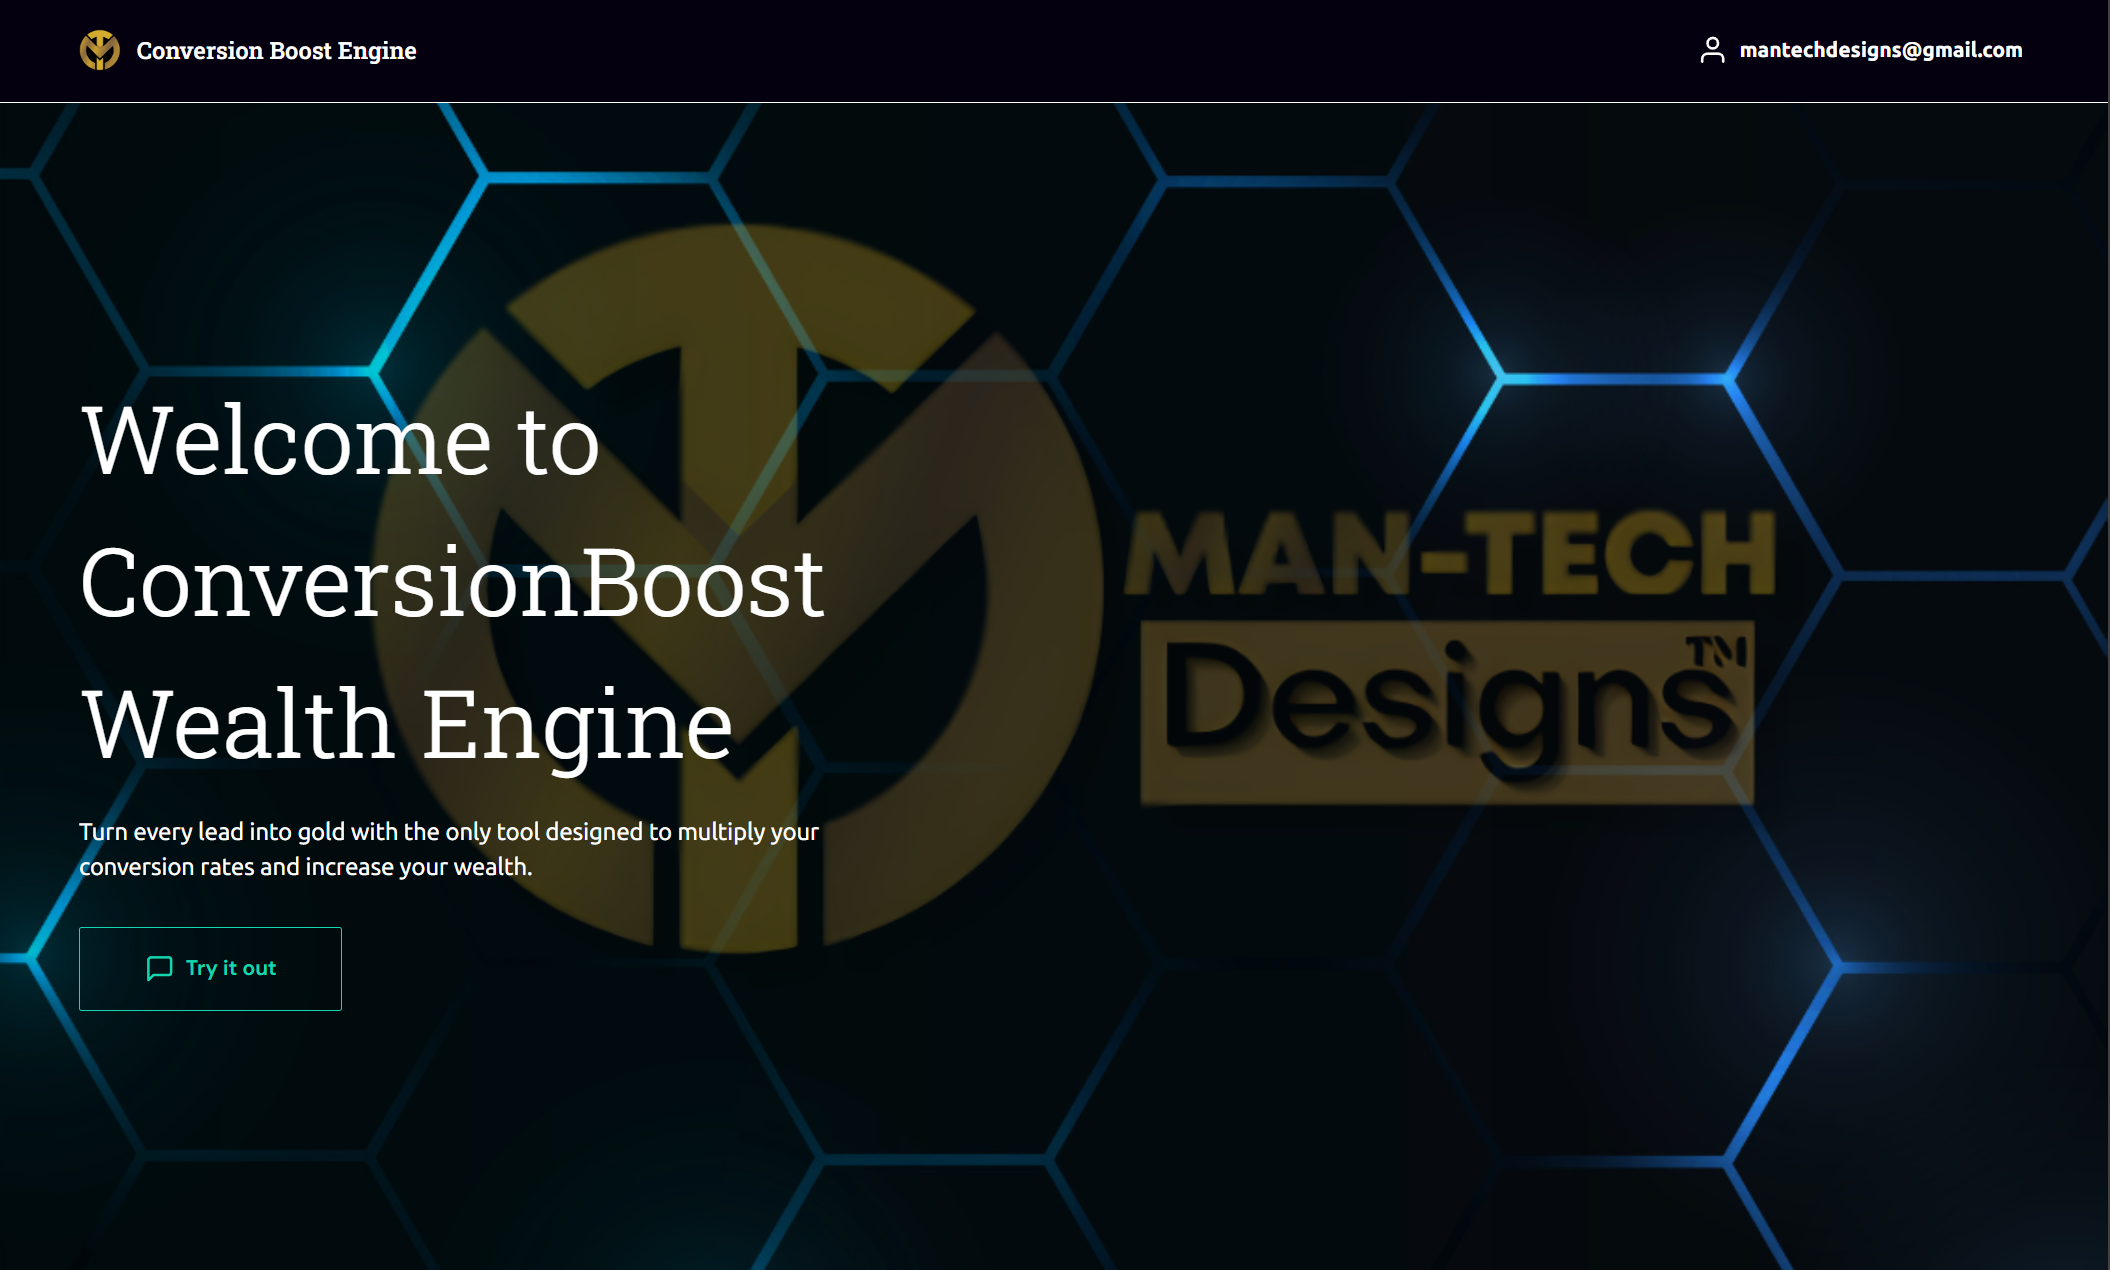 Conversion Boost Engine
mantechdesigns@gmail.com
Welcome to
ConversionBoost
Wealth Engine
MAN-TECH
Designs™
Turn every lead into gold with the only tool designed to multiply your
conversion rates and increase your wealth.
Try it out